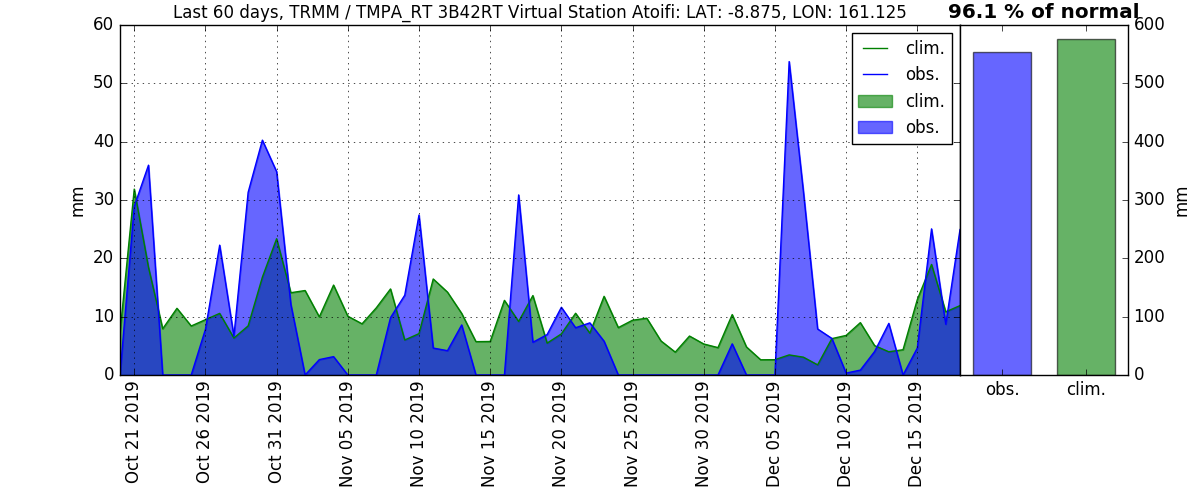 Last 60 days, TRMM / TMPA_RT 3B42RT Virtual Station Atoifi: LAT: -8.875, LON: 161.125
96.1 % of normal
60
50
40
30
20
10
0
mm
clim.
obs.
clim.
obs.
600
500
400
300
200
100
0
mm
Oct 21 2019
Oct 26 2019
Oct 31 2019
Nov 05 2019
Nov 10 2019
Nov 15 2019
Nov 20 2019
Nov 25 2019
Nov 30 2019
Dec 05 2019
Dec 10 2019
Dec 15 2019
obs.
clim.